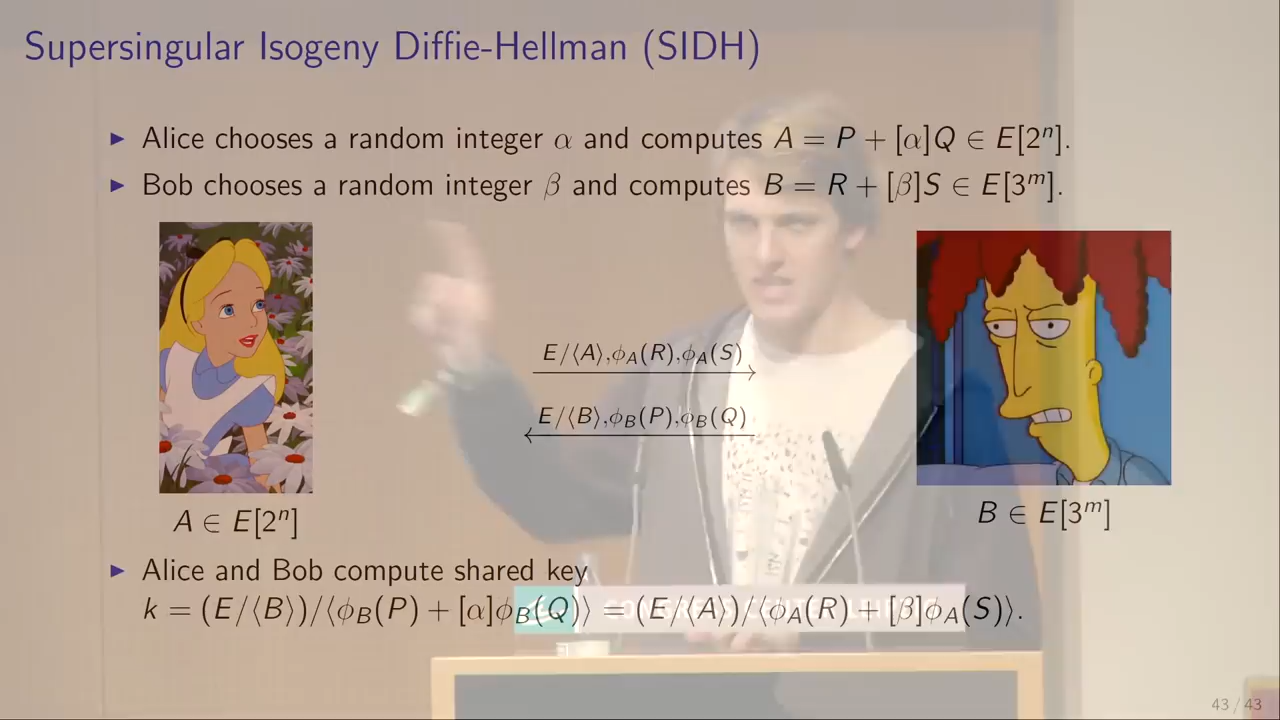 Supersingular Isogeny Diffie-Hellman (SIDH)
▶ Alice chooses a random integer α and computes A = P + [α]Q ∈ E[2ⁿ].
▶ Bob chooses a random integer β and computes B = R + [β]S ∈ E[3ᵐ].
E/⟨A⟩,ϕ_A(R),ϕ_A(S)
E/⟨B⟩,ϕ_B(P),ϕ_B(Q)
A ∈ E[2ⁿ]
B ∈ E[3ᵐ]
▶ Alice and Bob compute shared key
k = (E/⟨B⟩)/⟨ϕ_B(P) + [α]ϕ_B(Q)⟩ = (E/⟨A⟩)/⟨ϕ_A(R) + [β]ϕ_A(S)⟩.
43 / 43